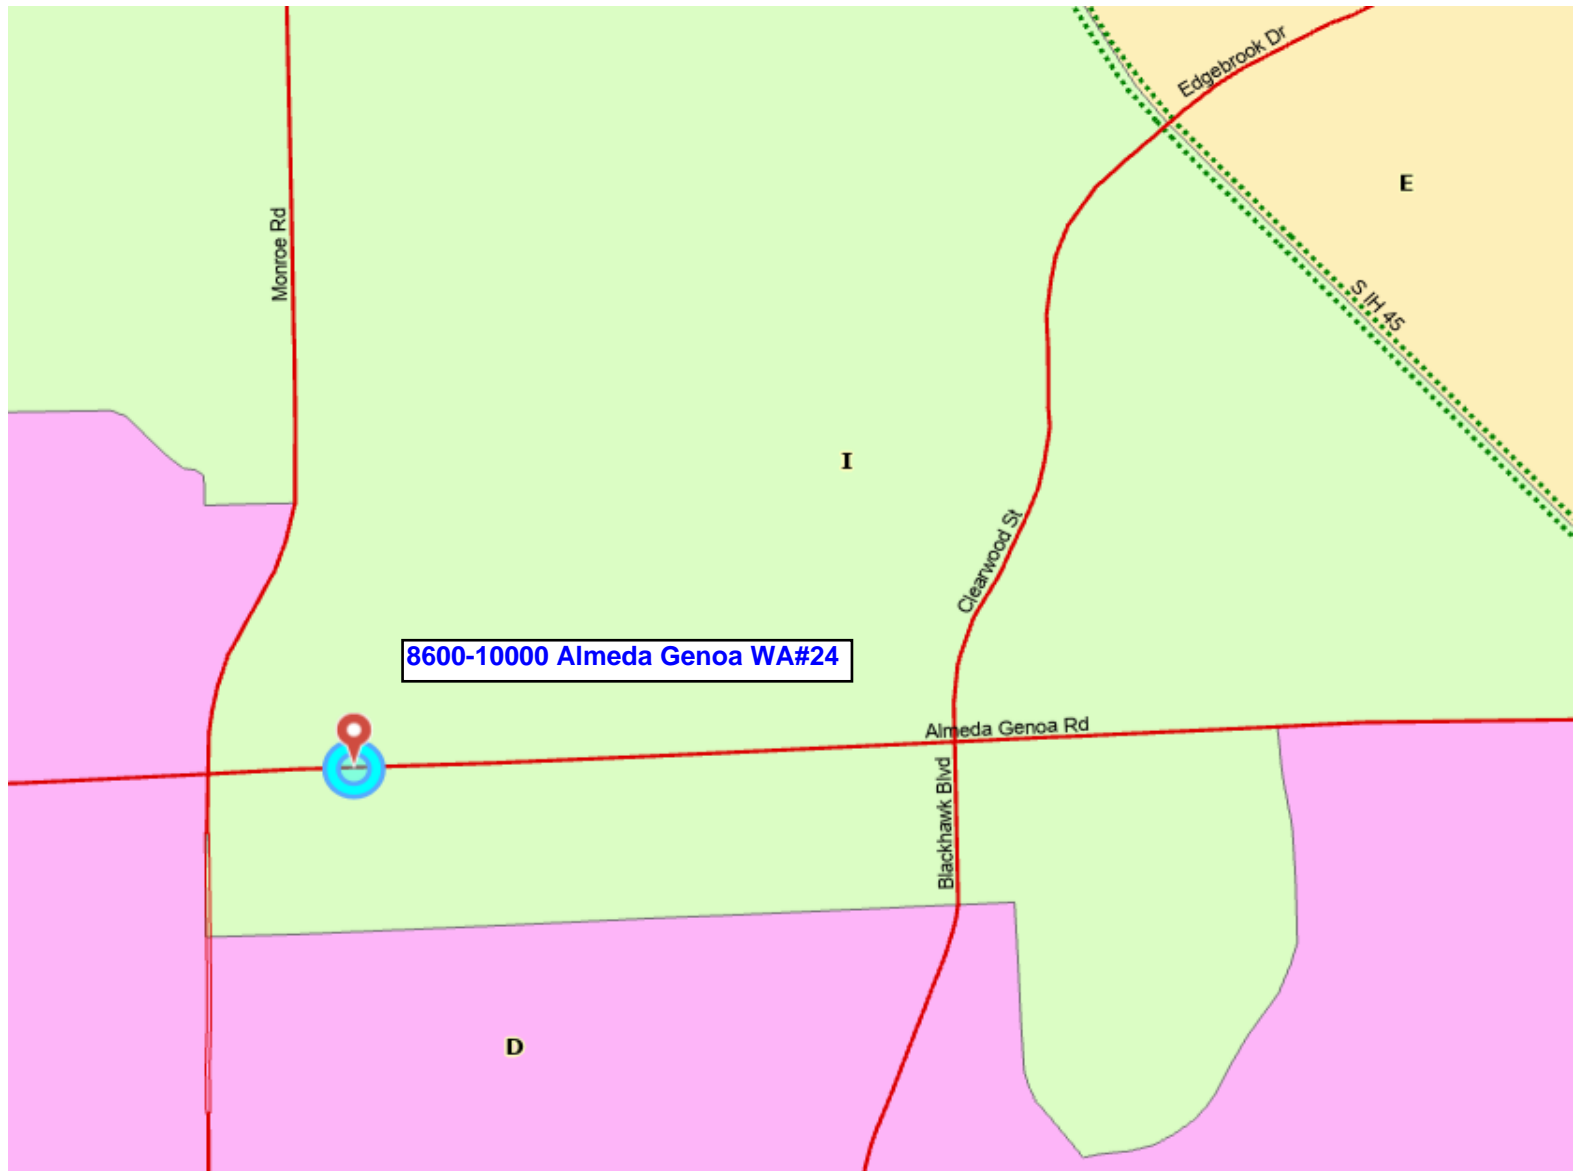 Edgebrook Dr
E
Monroe Rd
S IH 45
I
Clearwood St
8600-10000 Almeda Genoa WA#24
Almeda Genoa Rd
Blackhawk Blvd
D